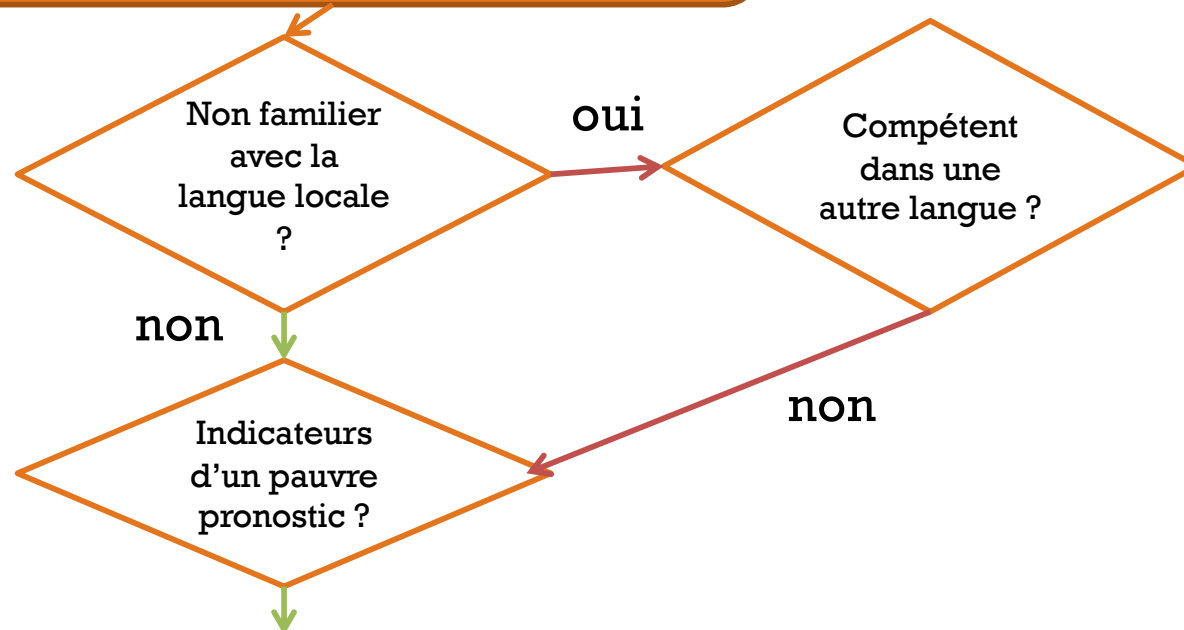 Non familier
avec la
langue locale
?
oui
Compétent
dans une
autre langue ?
non
non
Indicateurs
d'un pauvre
pronostic ?